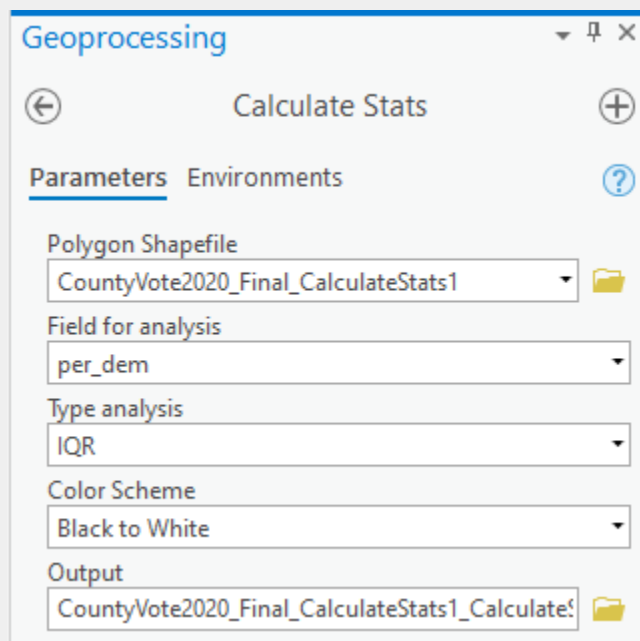 Geoprocessing
Calculate Stats
Parameters Environments
Polygon Shapefile
CountyVote2020_Final_CalculateStats1
Field for analysis
per_dem
Type analysis
IQR
Color Scheme
Black to White
Output
CountyVote2020_Final_CalculateStats1_Calculate